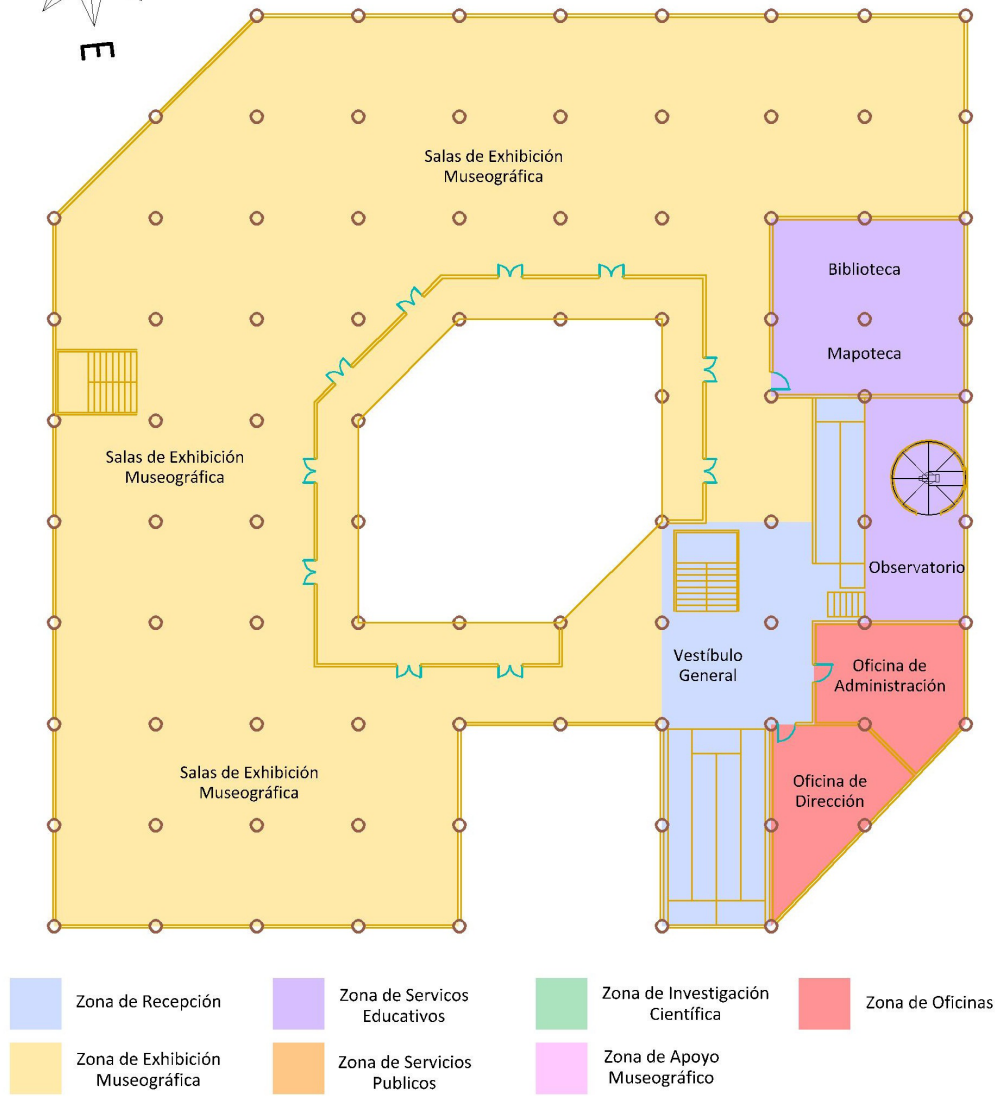 E
Salas de Exhibición
Museográfica
Biblioteca
Mapoteca
Salas de Exhibición
Museográfica
Observatorio
Vestíbulo
General
Oficina de
Administración
Salas de Exhibición
Museográfica
Oficina de
Dirección
Zona de Recepción
Zona de Servicos
Educativos
Zona de Investigación
Científica
Zona de Oficinas
Zona de Exhibición
Museográfica
Zona de Servicios
Publicos
Zona de Apoyo
Museográfico